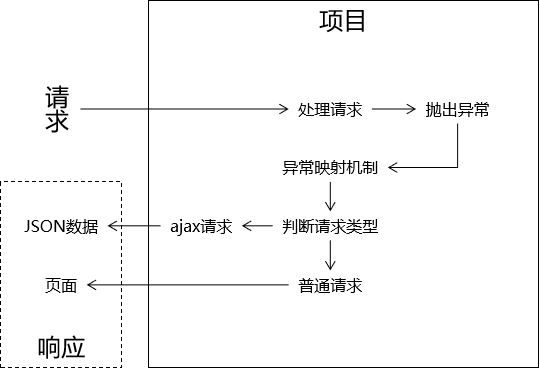 项目
请求
处理请求
抛出异常
异常映射机制
JSON数据
ajax请求
判断请求类型
页面
普通请求
响应